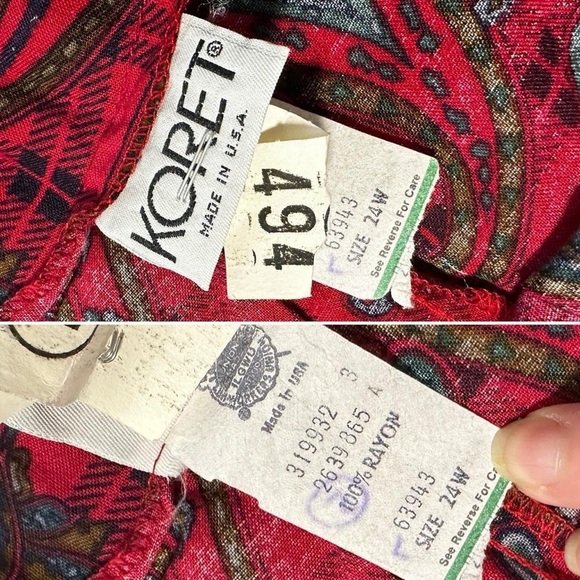 KORET®
MADE IN U.S.A.
494
63943
SIZE 24W
See Reverse For Care
Made in USA
319932 3
2639865 A
100% RAYON
63943
SIZE 24W
See Reverse For Care